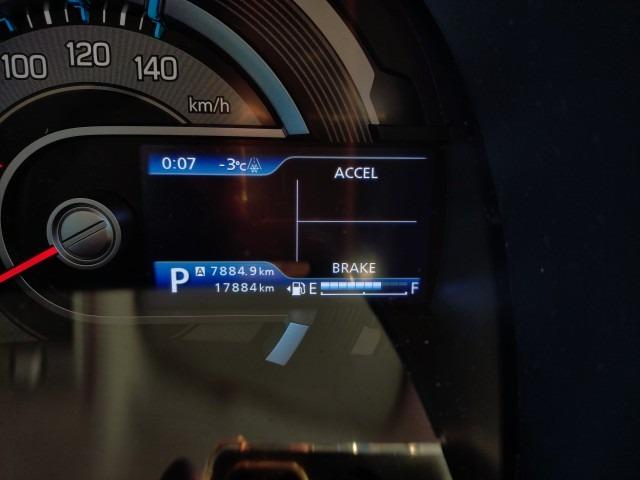 100 120 140
km/h
0:07 -3°C
ACCEL
BRAKE
P A 7884.9 km
17884 km
E F